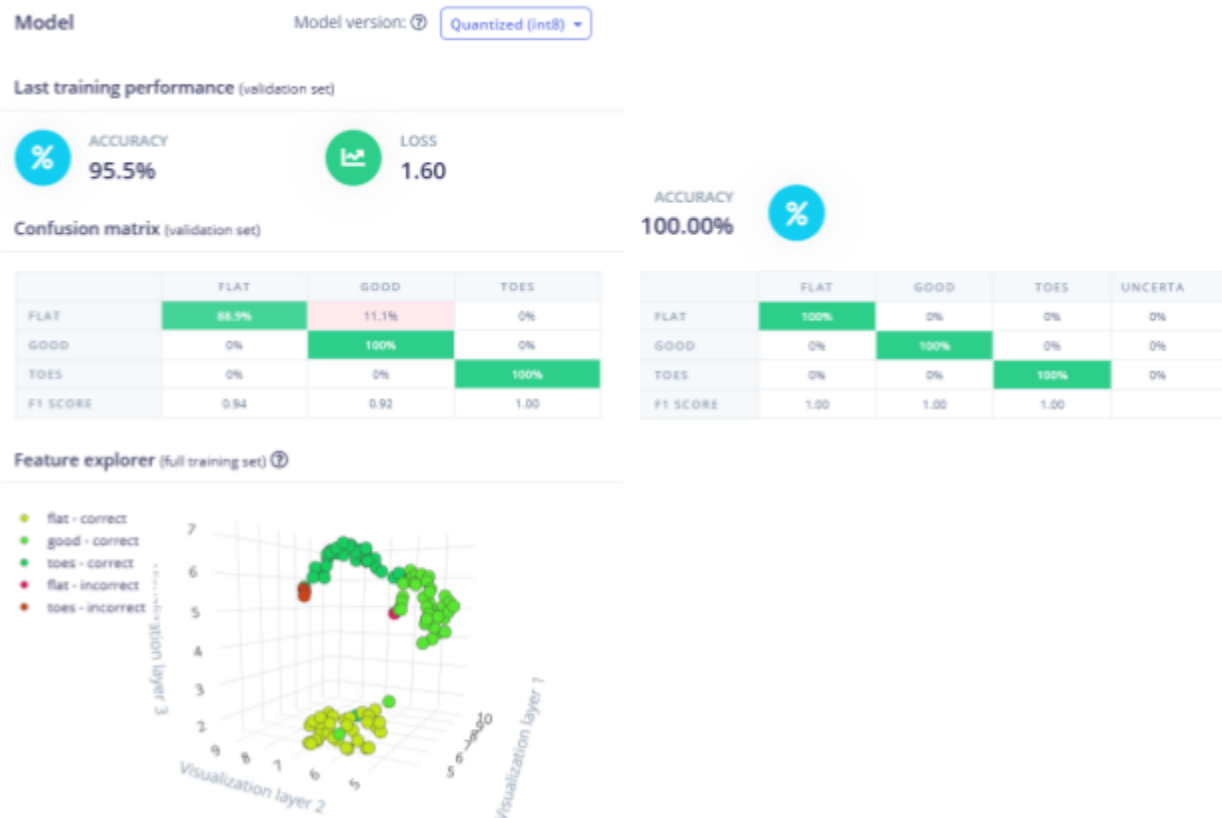 Model Model version: ? Quantized (int8)
Last training performance (validation set)
% ACCURACY LOSS
95.5% 1.60
Confusion matrix (validation set)
FLAT GOOD TOES
FLAT 88.9% 11.1% 0%
GOOD 0% 100% 0%
TOES 0% 0% 100%
F1 SCORE 0.94 0.92 1.00
ACCURACY %
100.00%
FLAT GOOD TOES UNCERTA
FLAT 100% 0% 0% 0%
GOOD 0% 100% 0% 0%
TOES 0% 0% 100% 0%
F1 SCORE 1.00 1.00 1.00
Feature explorer (full training set) ?
flat - correct
good - correct
toes - correct
flat - incorrect
toes - incorrect
7
6
5
4
3
2
layer 3
9 8 7 6 5
Visualization layer 2
10
6
5
Visualization layer 1